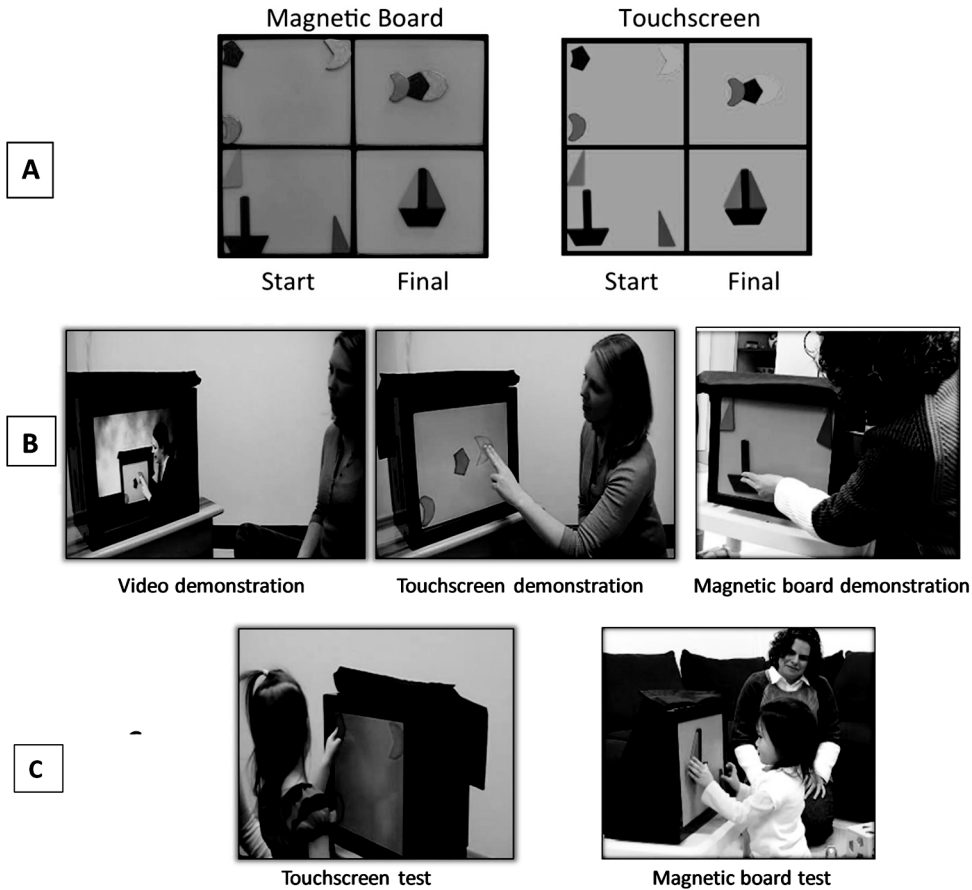 Magnetic Board Touchscreen
A
Start Final Start Final
B
Video demonstration Touchscreen demonstration Magnetic board demonstration
C
Touchscreen test Magnetic board test